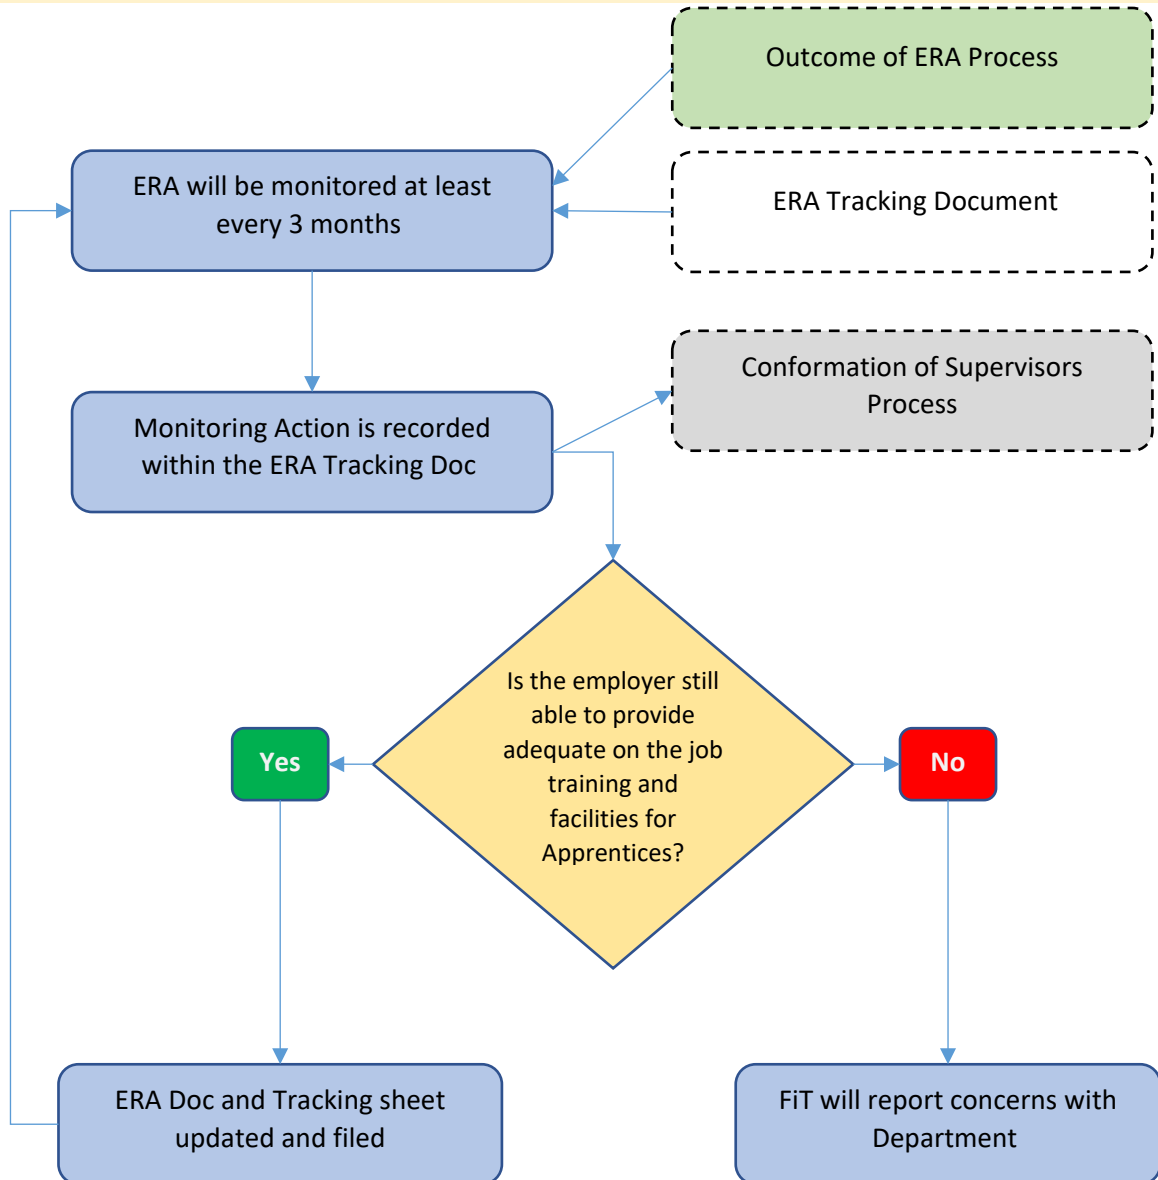 Outcome of ERA Process
ERA will be monitored at least
every 3 months
ERA Tracking Document
Conformation of Supervisors
Process
Monitoring Action is recorded
within the ERA Tracking Doc
Is the employer still
able to provide
adequate on the job
training and
facilities for
Apprentices?
Yes
No
ERA Doc and Tracking sheet
updated and filed
FiT will report concerns with
Department